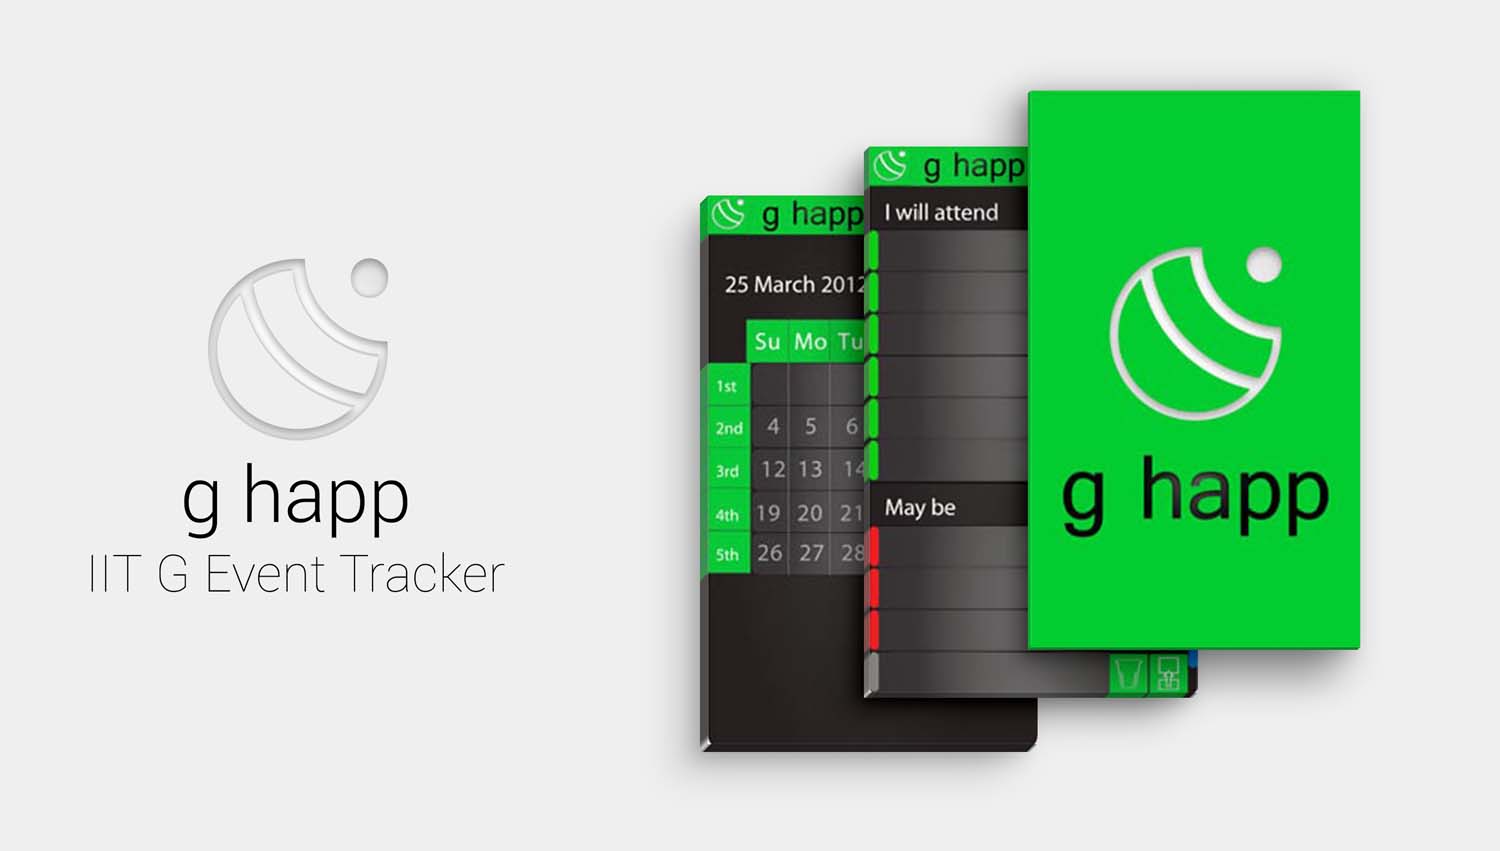 g happ
IIT G Event Tracker
g happ
25 March 2012
Su Mo Tu
1st
2nd 4 5 6
3rd 12 13 14
4th 19 20 21
5th 26 27 28
g happ
I will attend
May be
g happ